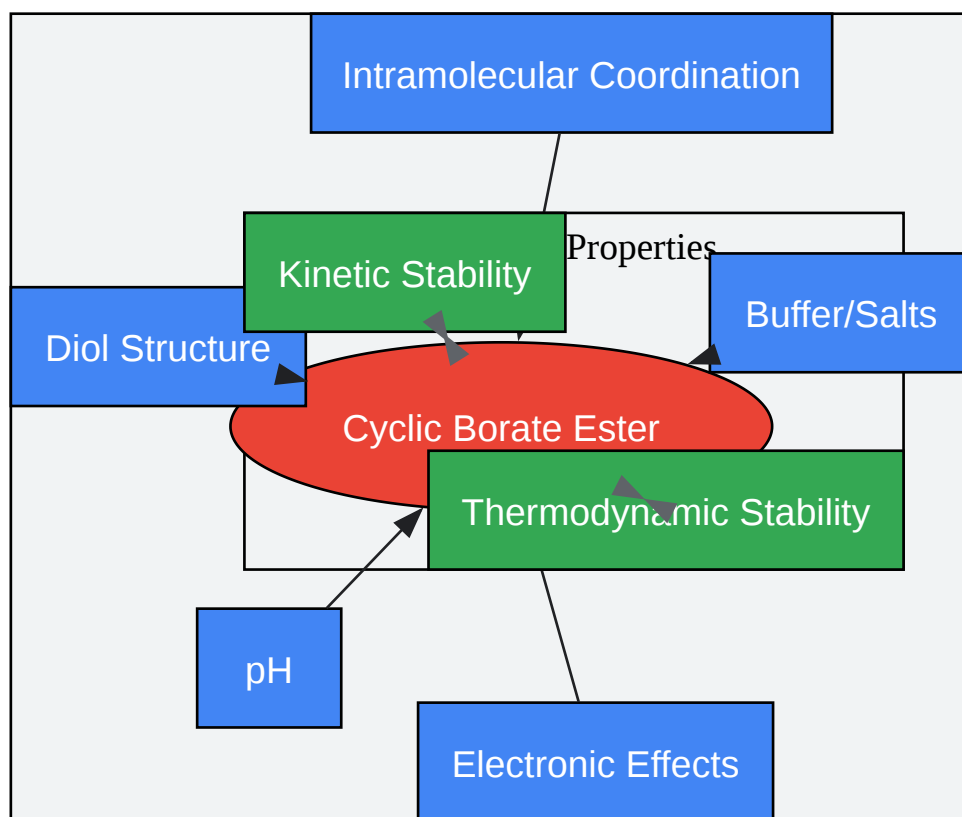 Intramolecular Coordination
Properties
Kinetic Stability
Buffer/Salts
Diol Structure
Cyclic Borate Ester
Thermodynamic Stability
pH
Electronic Effects